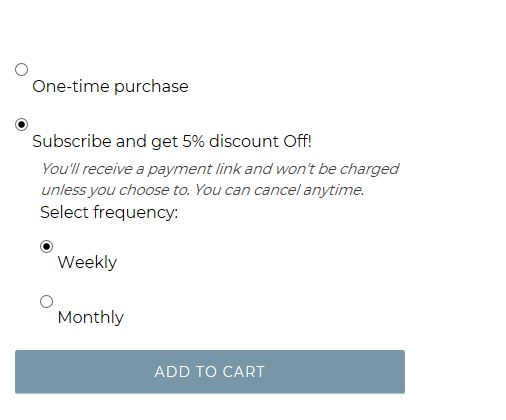 One-time purchase
Subscribe and get 5% discount Off!
You'll receive a payment link and won't be charged
unless you choose to. You can cancel anytime.
Select frequency:
Weekly
Monthly
ADD TO CART